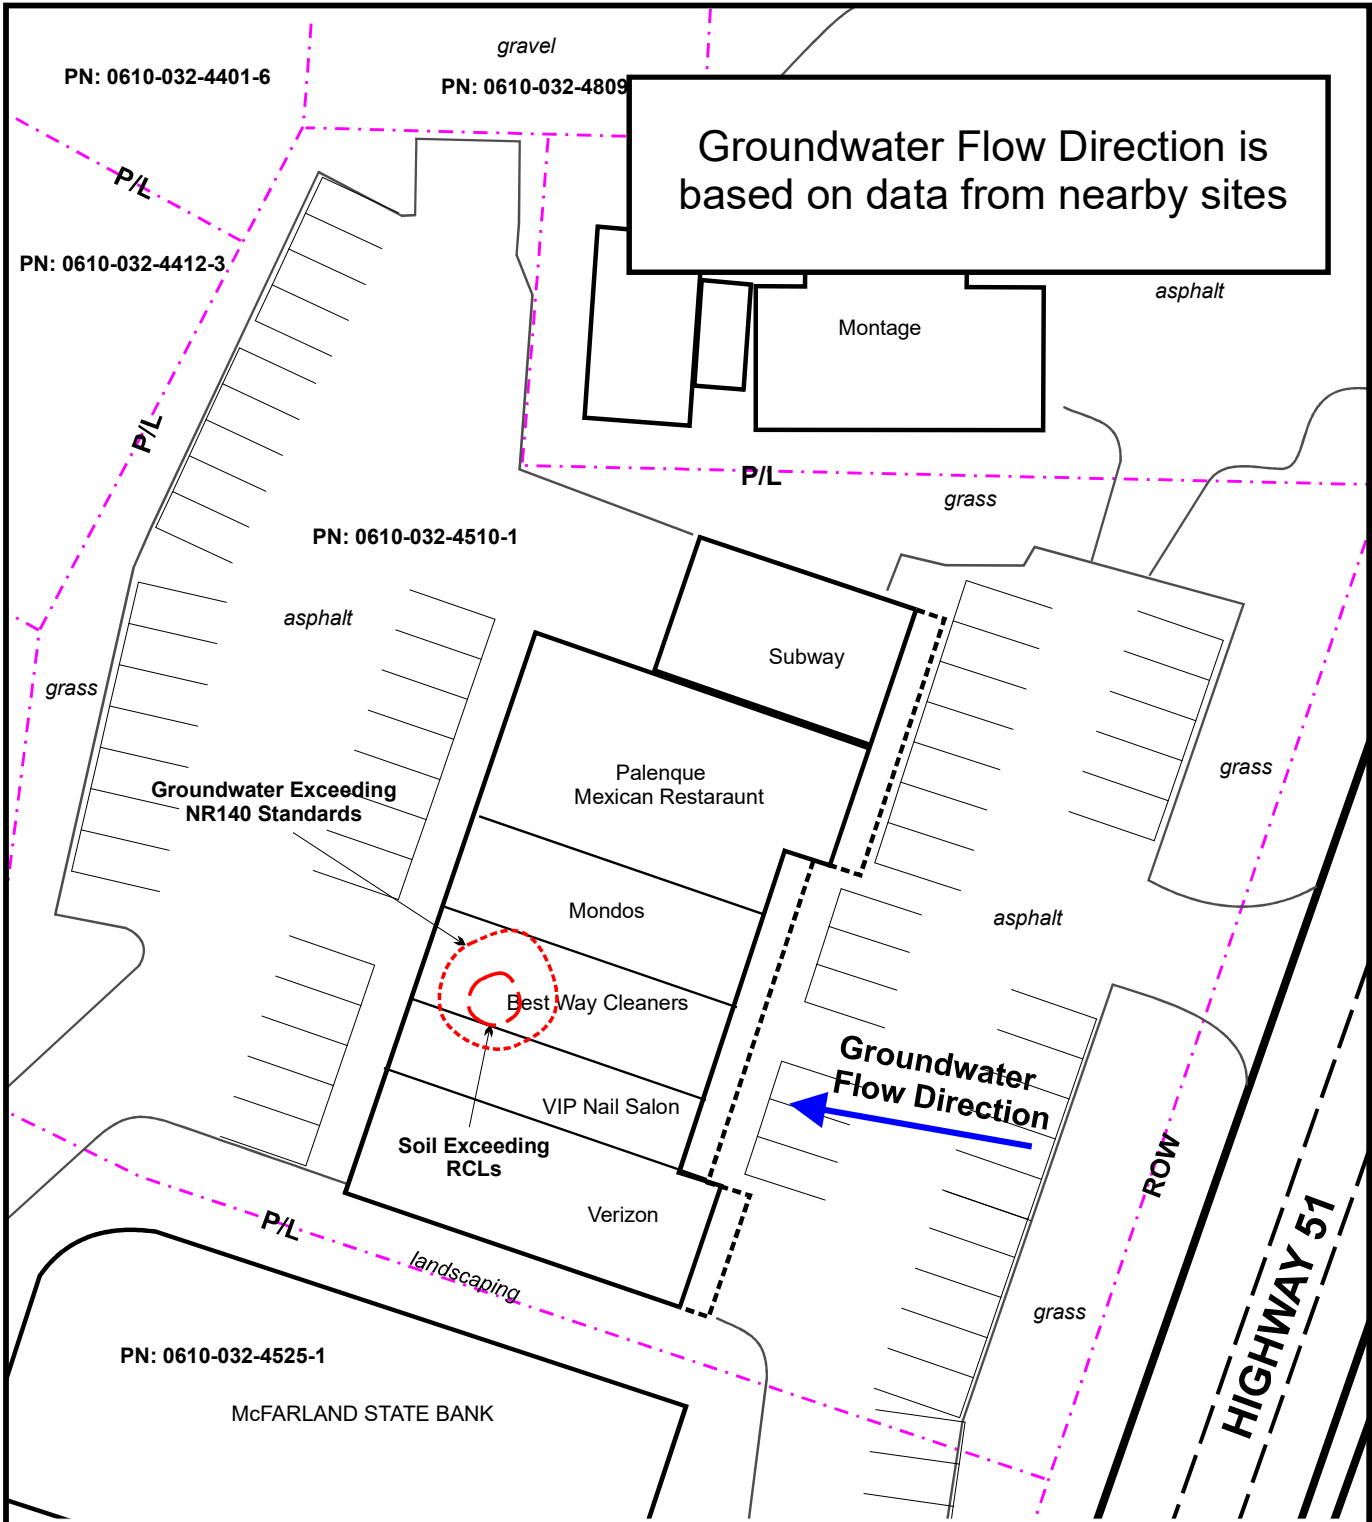 gravel
PN: 0610-032-4401-6
PN: 0610-032-4809
Groundwater Flow Direction is
based on data from nearby sites
P/L
PN: 0610-032-4412-3
asphalt
Montage
P/L
P/L
grass
PN: 0610-032-4510-1
asphalt
Subway
grass
Palenque
Mexican Restaraunt
grass
Groundwater Exceeding
NR140 Standards
Mondos
asphalt
Best Way Cleaners
Groundwater
Flow Direction
VIP Nail Salon
Soil Exceeding
RCLs
ROW
Verizon
P/L
landscaping
HIGHWAY 51
grass
PN: 0610-032-4525-1
McFARLAND STATE BANK